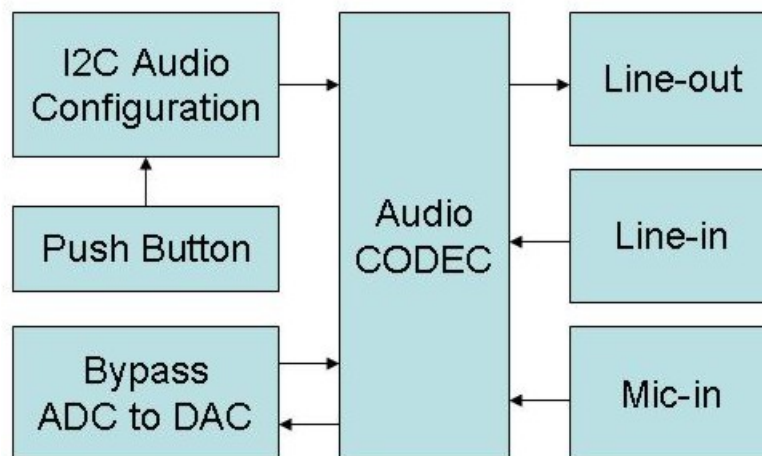 I2C Audio
Configuration
Push Button
Bypass
ADC to DAC
Audio
CODEC
Line-out
Line-in
Mic-in